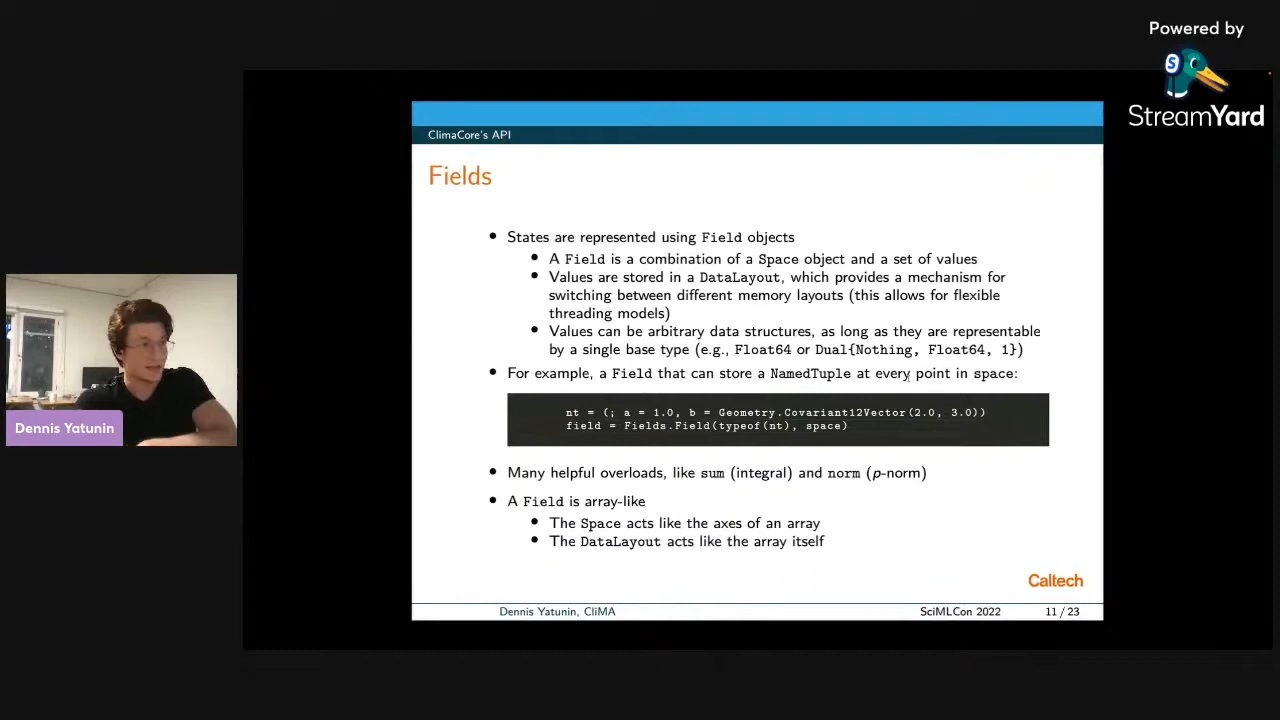 Powered by
S
StreamYard
ClimaCore's API
Fields
• States are represented using Field objects
• A Field is a combination of a Space object and a set of values
• Values are stored in a DataLayout, which provides a mechanism for
switching between different memory layouts (this allows for flexible
threading models)
• Values can be arbitrary data structures, as long as they are representable
by a single base type (e.g., Float64 or Dual{Nothing, Float64, 1})
• For example, a Field that can store a NamedTuple at every point in space:
nt = (; a = 1.0, b = Geometry.Covariant12Vector(2.0, 3.0))
field = Fields.Field(typeof(nt), space)
• Many helpful overloads, like sum (integral) and norm (p-norm)
• A Field is array-like
• The Space acts like the axes of an array
• The DataLayout acts like the array itself
Caltech
Dennis Yatunin, CliMA
SciMLCon 2022
11 / 23
Dennis Yatunin